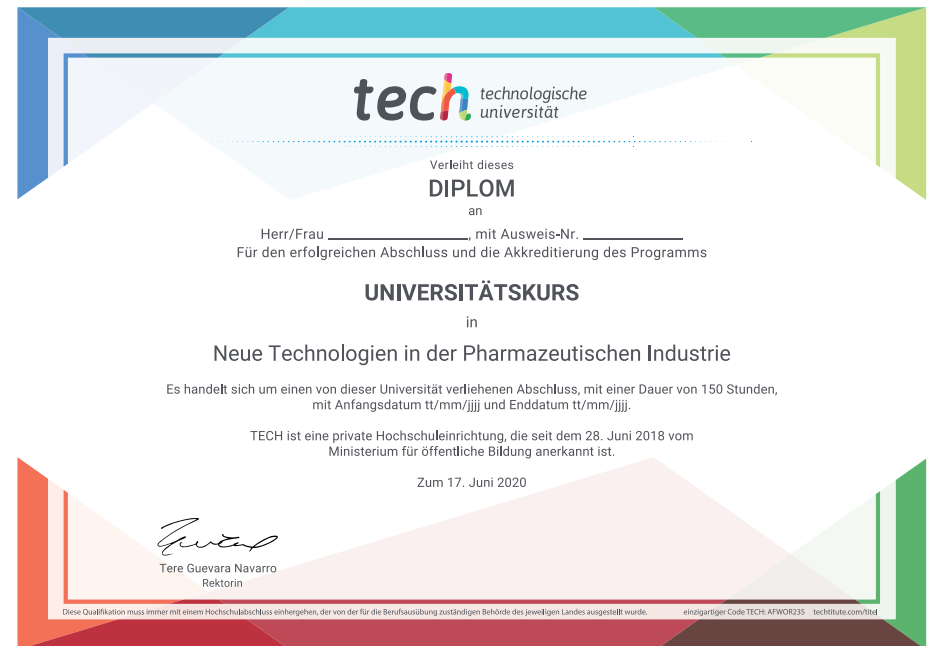 tech technologische
universität
Verleiht dieses
DIPLOM
an
Herr/Frau ____________, mit Ausweis-Nr. ____________
Für den erfolgreichen Abschluss und die Akkreditierung des Programms
UNIVERSITÄTSKURS
in
Neue Technologien in der Pharmazeutischen Industrie
Es handelt sich um einen von dieser Universität verliehenen Abschluss, mit einer Dauer von 150 Stunden,
mit Anfangsdatum tt/mm/jjjj und Enddatum tt/mm/jjjj.
TECH ist eine private Hochschuleinrichtung, die seit dem 28. Juni 2018 vom
Ministerium für öffentliche Bildung anerkannt ist.
Zum 17. Juni 2020
Tere Guevara Navarro
Rektorin
Diese Qualifikation muss immer mit einem Hochschulabschluss einhergehen, der von der für die Berufsausübung zuständigen Behörde des jeweiligen Landes ausgestellt wurde. einzigartiger Code TECH: AFWOR23S techtitute.com/titel